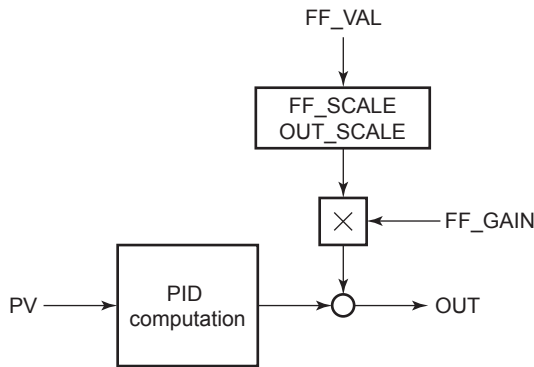 FF_VAL
FF_SCALE
OUT_SCALE
×
FF_GAIN
PV
PID
computation
OUT